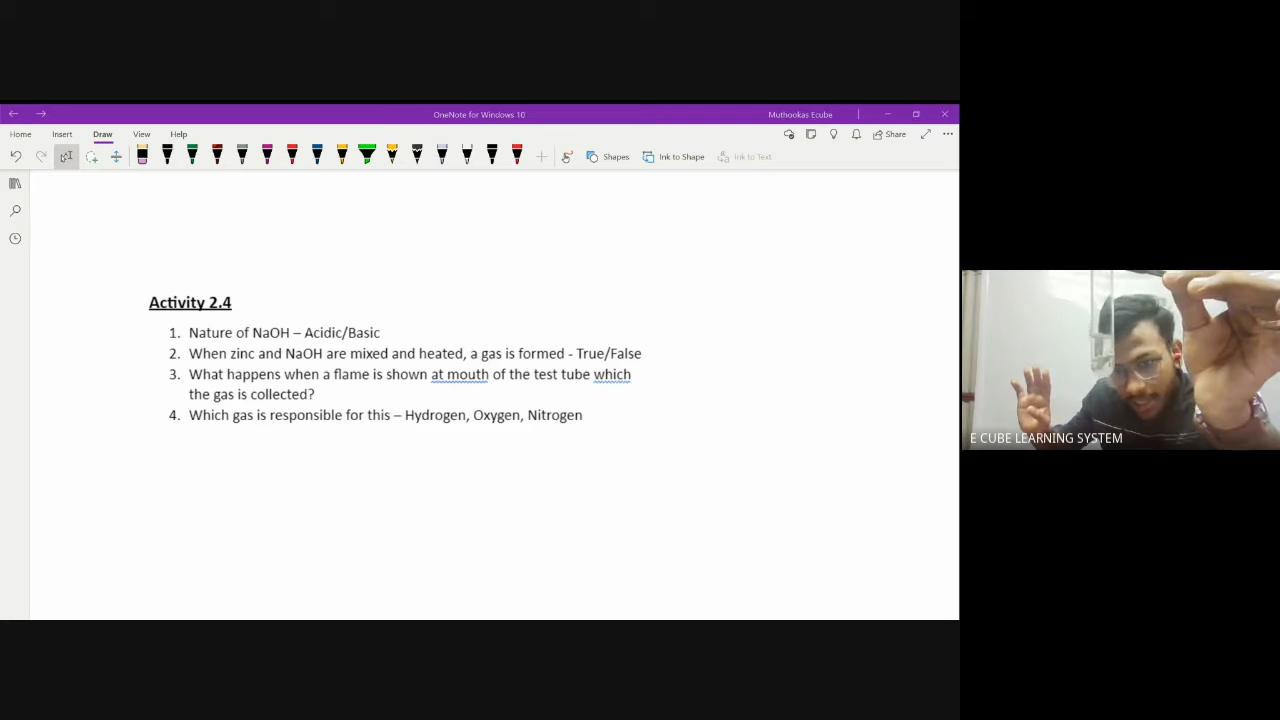 OneNote for Windows 10
Muthookas Ecube
Home Insert Draw View Help
Share
Shapes Ink to Shape Ink to Text
Activity 2.4
1. Nature of NaOH – Acidic/Basic
2. When zinc and NaOH are mixed and heated, a gas is formed - True/False
3. What happens when a flame is shown at mouth of the test tube which
the gas is collected?
4. Which gas is responsible for this – Hydrogen, Oxygen, Nitrogen
E CUBE LEARNING SYSTEM